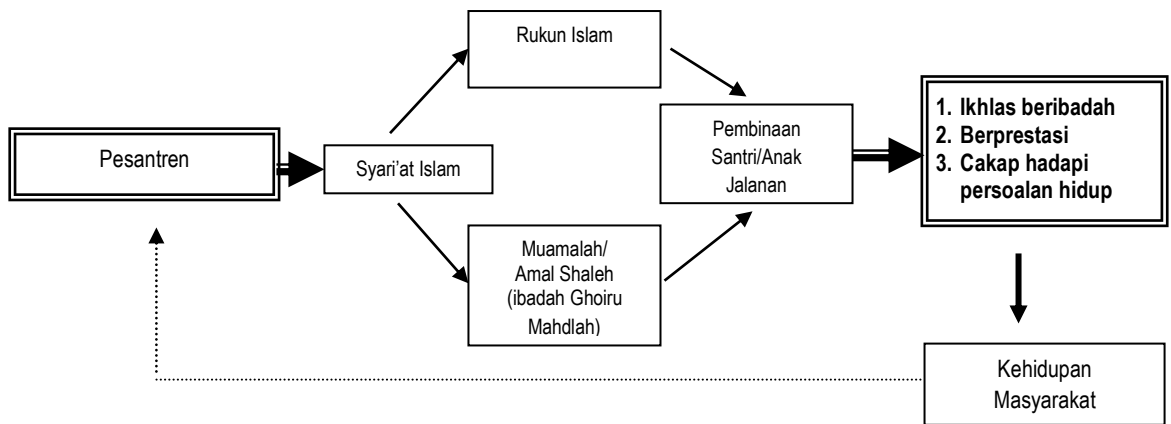 Pesantren
Syari’at Islam
Rukun Islam
Muamalah/
Amal Shaleh
(ibadah Ghoiru
Mahdlah)
Pembinaan
Santri/Anak
Jalanan
1. Ikhlas beribadah
2. Berprestasi
3. Cakap hadapi
persoalan hidup
Kehidupan
Masyarakat